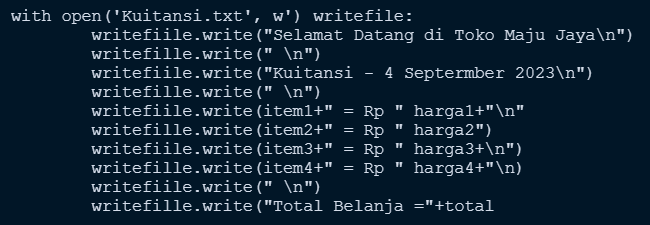 with open('Kuitansi.txt', w') writefile:
writefiille.write("Selamat Datang di Toko Maju Jaya\n")
writefiile.write(" \n")
writefiile.write("Kuitansi - 4 Septermber 2023\n")
writefiile.write(" \n")
writefiile.write(item1+" = Rp " harga1+"\n"
writefiile.write(item2+" = Rp " harga2")
writefiile.write(item3+" = Rp " harga3+\n")
writefille.write(item4+" = Rp " harga4+"\n)
writefiile.write(" \n")
writefille.write("Total Belanja ="+total